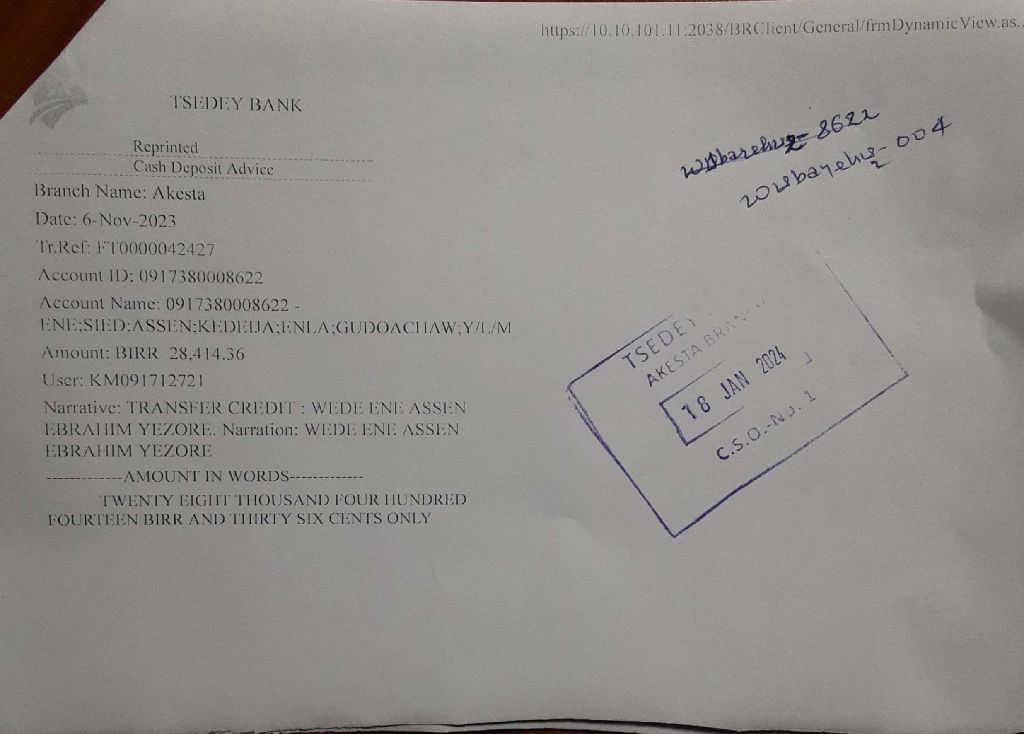 https://10.10.101.11:2038/BRClient/General/frmDynamicView.as...
TSEDEY BANK
Reprinted
Cash Deposit Advice
Branch Name: Akesta
Date: 6-Nov-2023
Tr.Ref: FT0000042427
Account ID: 0917380008622
Account Name: 0917380008622 -
ENE;SIED;ASSEN;KEDEIJA;ENLA;GUDOACHAW;Y/L/M
Amount: BIRR 28,414.36
User: KM091712721
Narrative: TRANSFER CREDIT : WEDE ENE ASSEN
EBRAHIM YEZORE. Narration: WEDE ENE ASSEN
EBRAHIM YEZORE
-------------AMOUNT IN WORDS-------------
TWENTY EIGHT THOUSAND FOUR HUNDRED
FOURTEEN BIRR AND THIRTY SIX CENTS ONLY
8622
004
TSEDEY
AKESTA BRANCH
18 JAN 2024
C.S.O.-No. 1